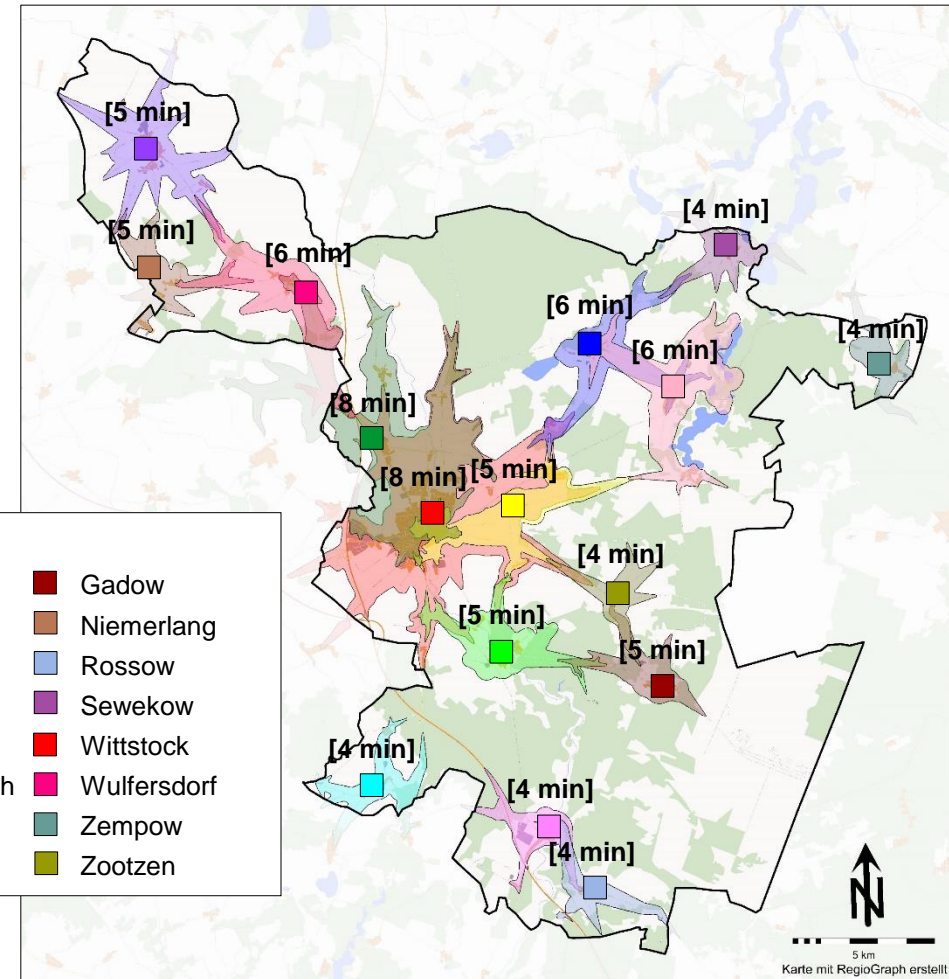 [5 min]
[4 min]
[5 min]
[6 min]
[6 min]
[4 min]
[6 min]
[8 min]
[8 min]
[5 min]
[4 min]
[5 min]
[5 min]
[4 min]
[4 min]
[4 min]
Gadow
Niemerlang
Rossow
Sewekow
Wittstock
h
Wulfersdorf
Zempow
Zootzen
N
5 km
Karte mit RegioGraph erstellt